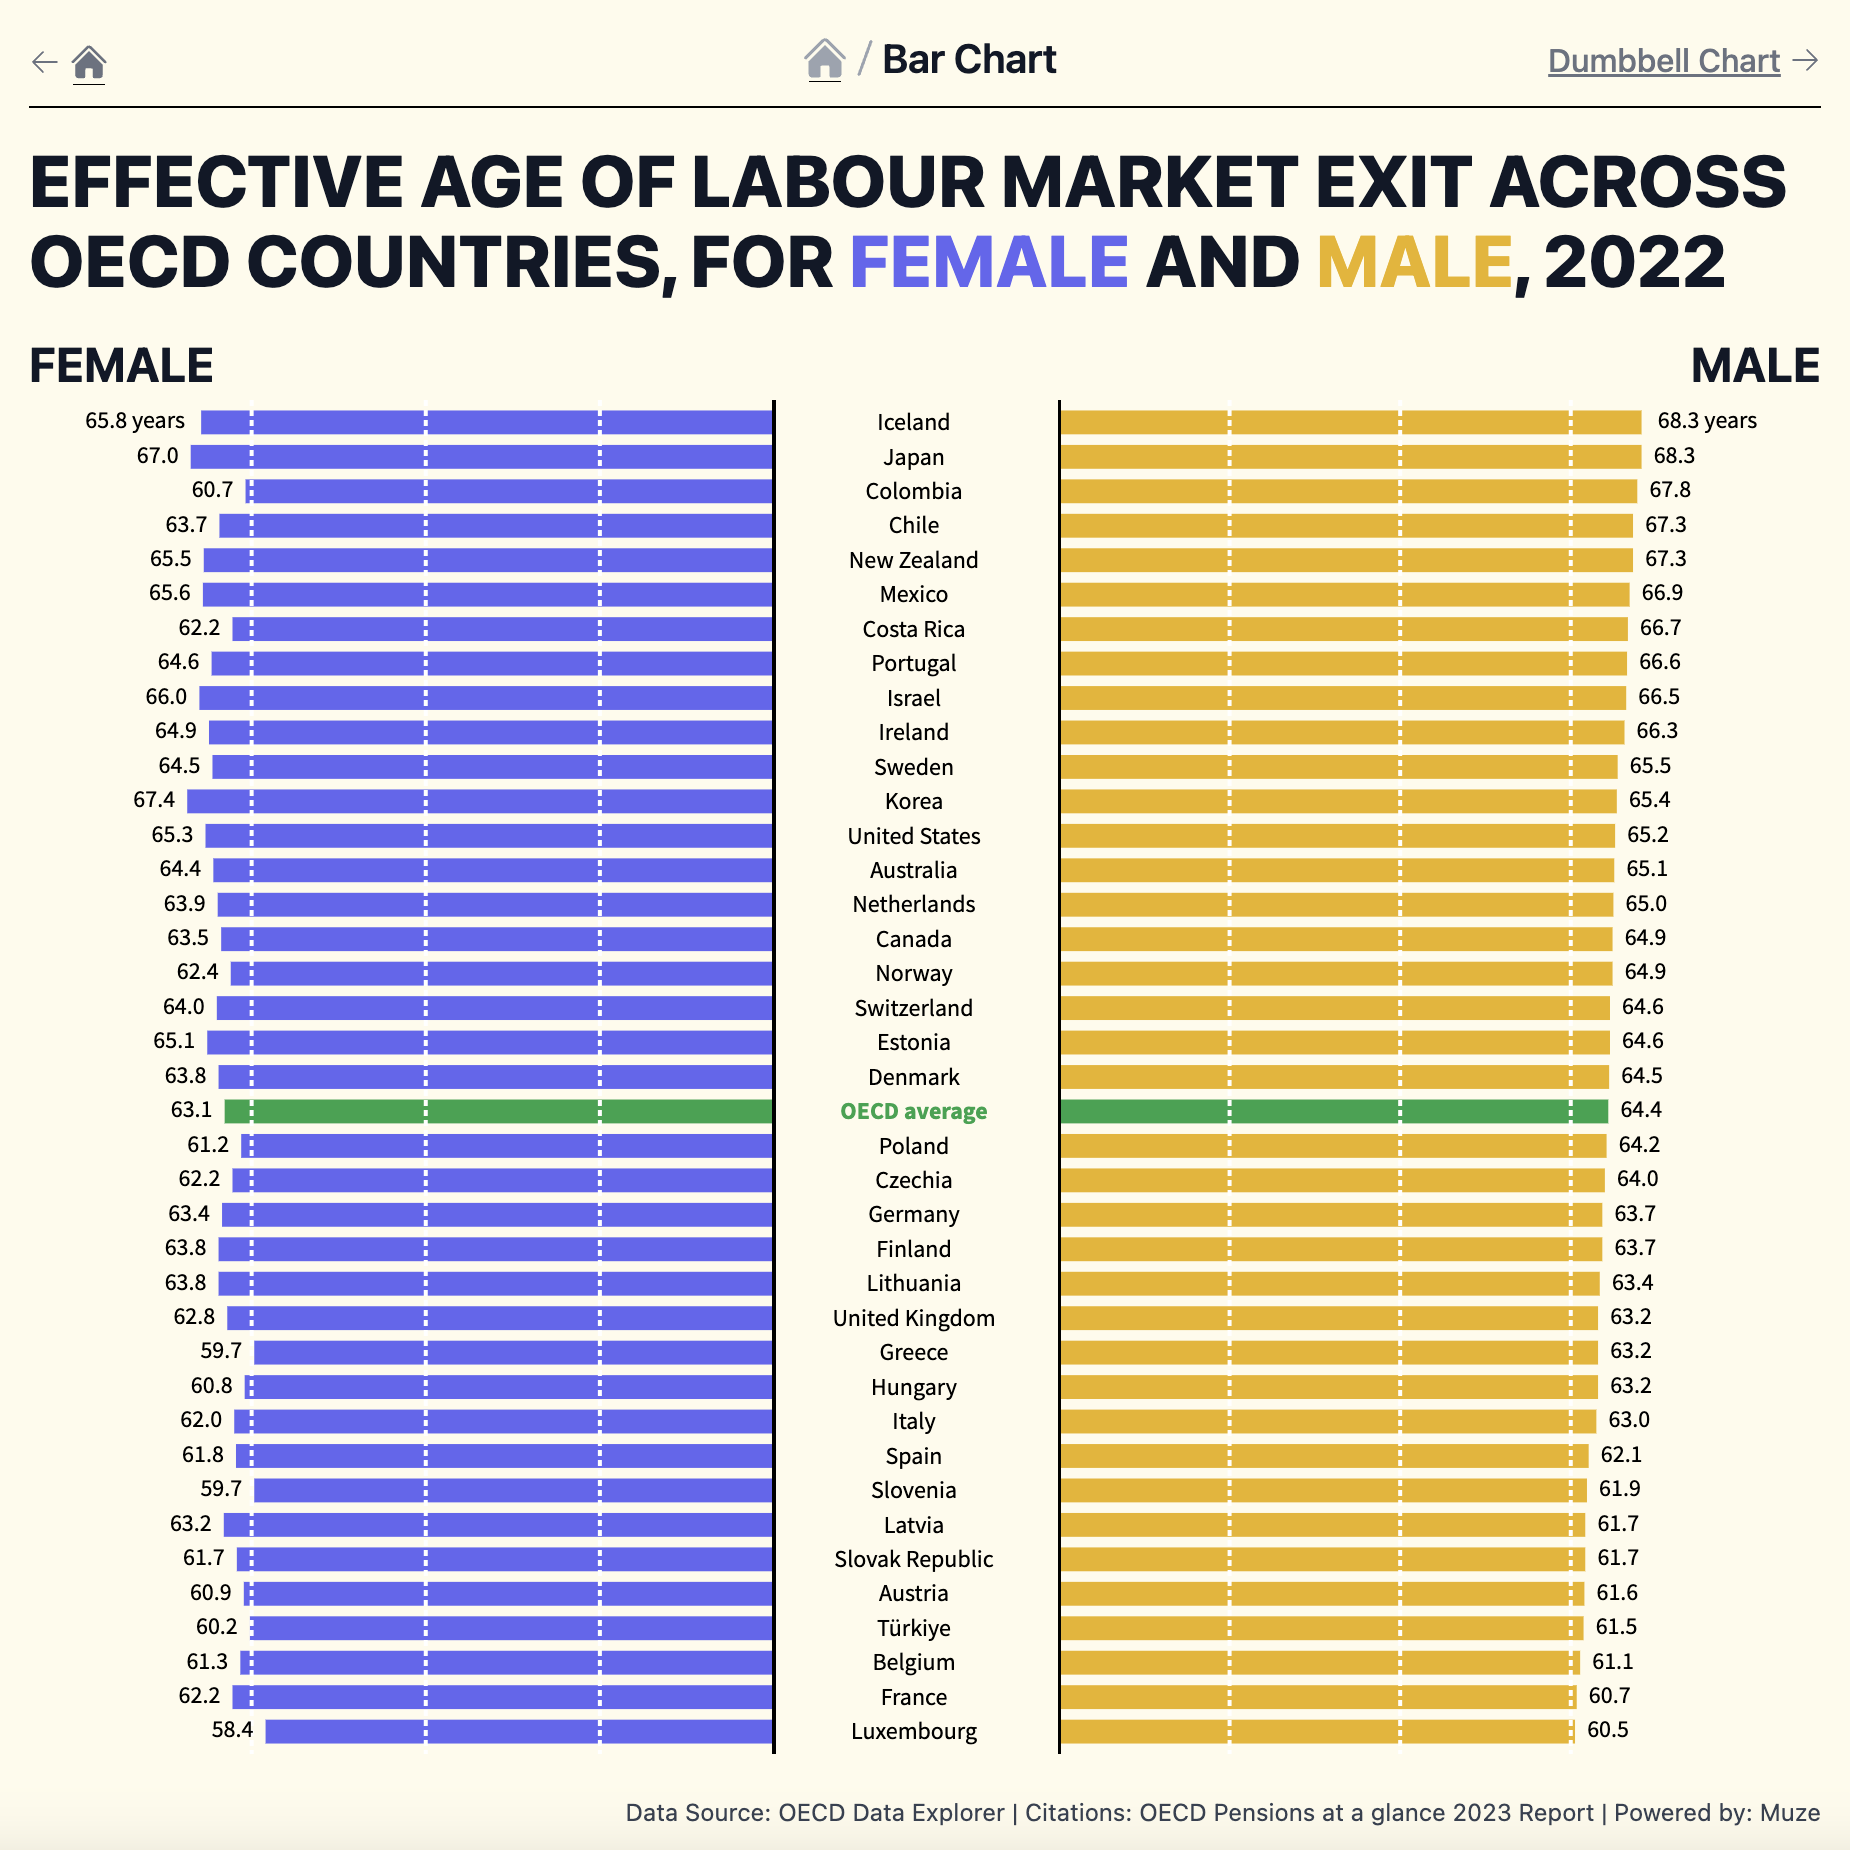 Bar Chart
Dumbbell Chart
EFFECTIVE AGE OF LABOUR MARKET EXIT ACROSS
OECD COUNTRIES, FOR FEMALE AND MALE, 2022
FEMALE MALE
65.8 years Iceland 68.3 years
67.0 Japan 68.3
60.7 Colombia 67.8
63.7 Chile 67.3
65.5 New Zealand 67.3
65.6 Mexico 66.9
62.2 Costa Rica 66.7
64.6 Portugal 66.6
66.0 Israel 66.5
64.9 Ireland 66.3
64.5 Sweden 65.5
67.4 Korea 65.4
65.3 United States 65.2
64.4 Australia 65.1
63.9 Netherlands 65.0
63.5 Canada 64.9
62.4 Norway 64.9
64.0 Switzerland 64.6
65.1 Estonia 64.6
63.8 Denmark 64.5
63.1 OECD average 64.4
61.2 Poland 64.2
62.2 Czechia 64.0
63.4 Germany 63.7
63.8 Finland 63.7
63.8 Lithuania 63.4
62.8 United Kingdom 63.2
59.7 Greece 63.2
60.8 Hungary 63.2
62.0 Italy 63.0
61.8 Spain 62.1
59.7 Slovenia 61.9
63.2 Latvia 61.7
61.7 Slovak Republic 61.7
60.9 Austria 61.6
60.2 Türkiye 61.5
61.3 Belgium 61.1
62.2 France 60.7
58.4 Luxembourg 60.5
Data Source: OECD Data Explorer | Citations: OECD Pensions at a glance 2023 Report | Powered by: Muze